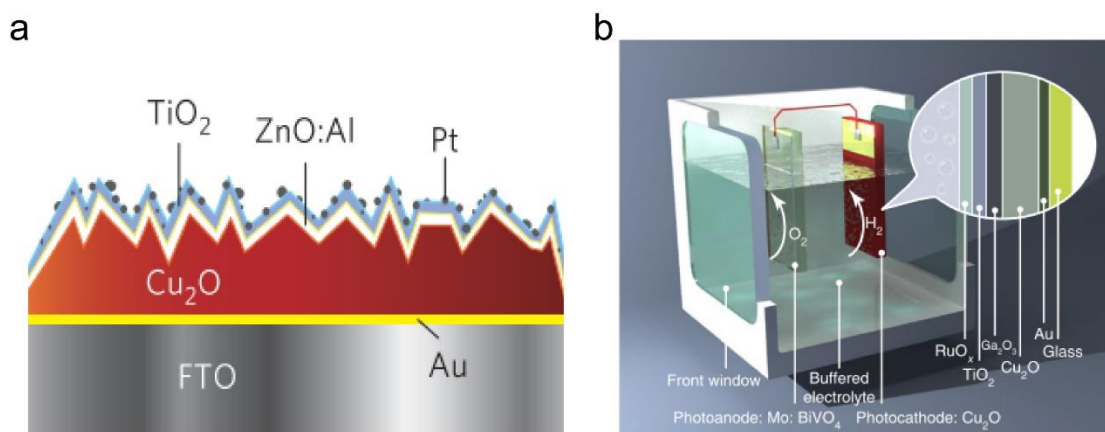 a
TiO₂
ZnO:Al
Pt
Cu₂O
Au
FTO
b
O₂
H₂
Front window
Buffered
electrolyte
Photoanode: Mo: BiVO₄
Photocathode: Cu₂O
RuOₓ
TiO₂
Ga₂O₃
Cu₂O
Au
Glass